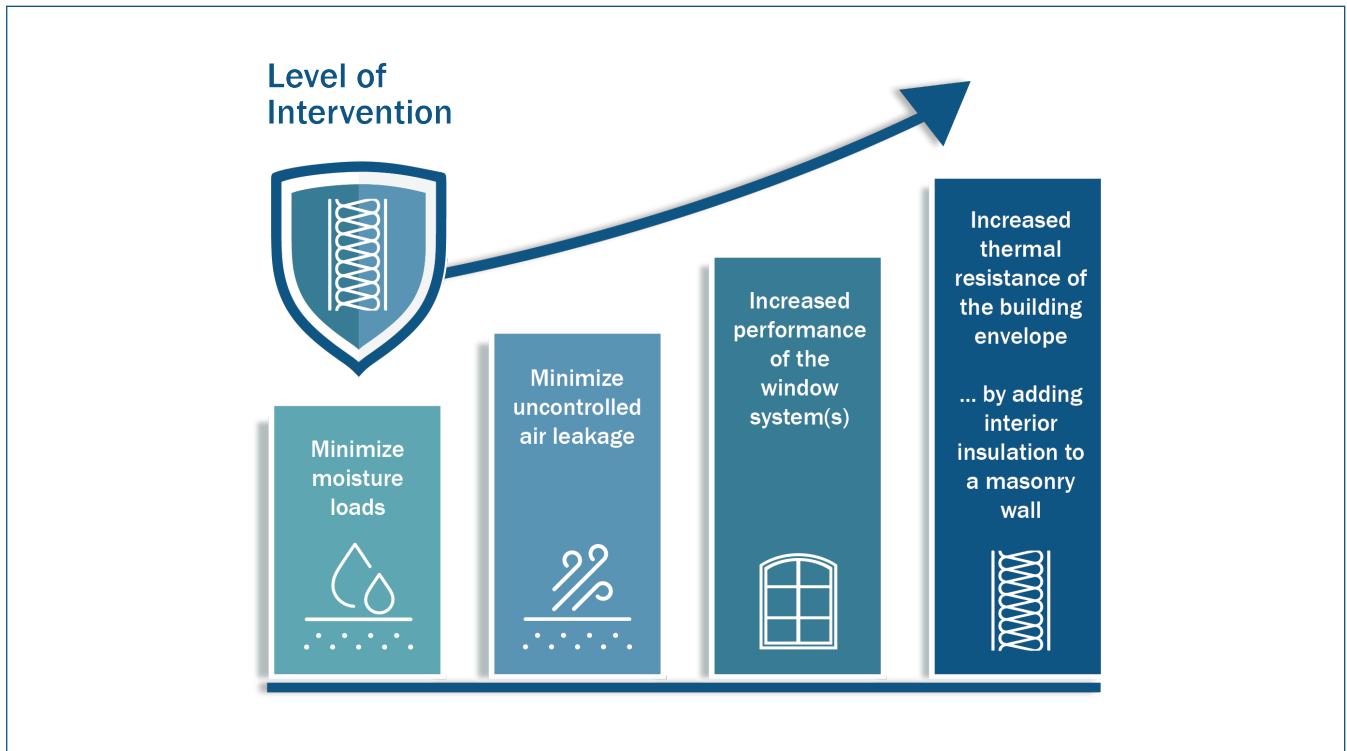 Level of
Intervention
Minimize
moisture
loads
Minimize
uncontrolled
air leakage
Increased
performance
of the
window
system(s)
Increased
thermal
resistance of
the building
envelope
... by adding
interior
insulation to
a masonry
wall